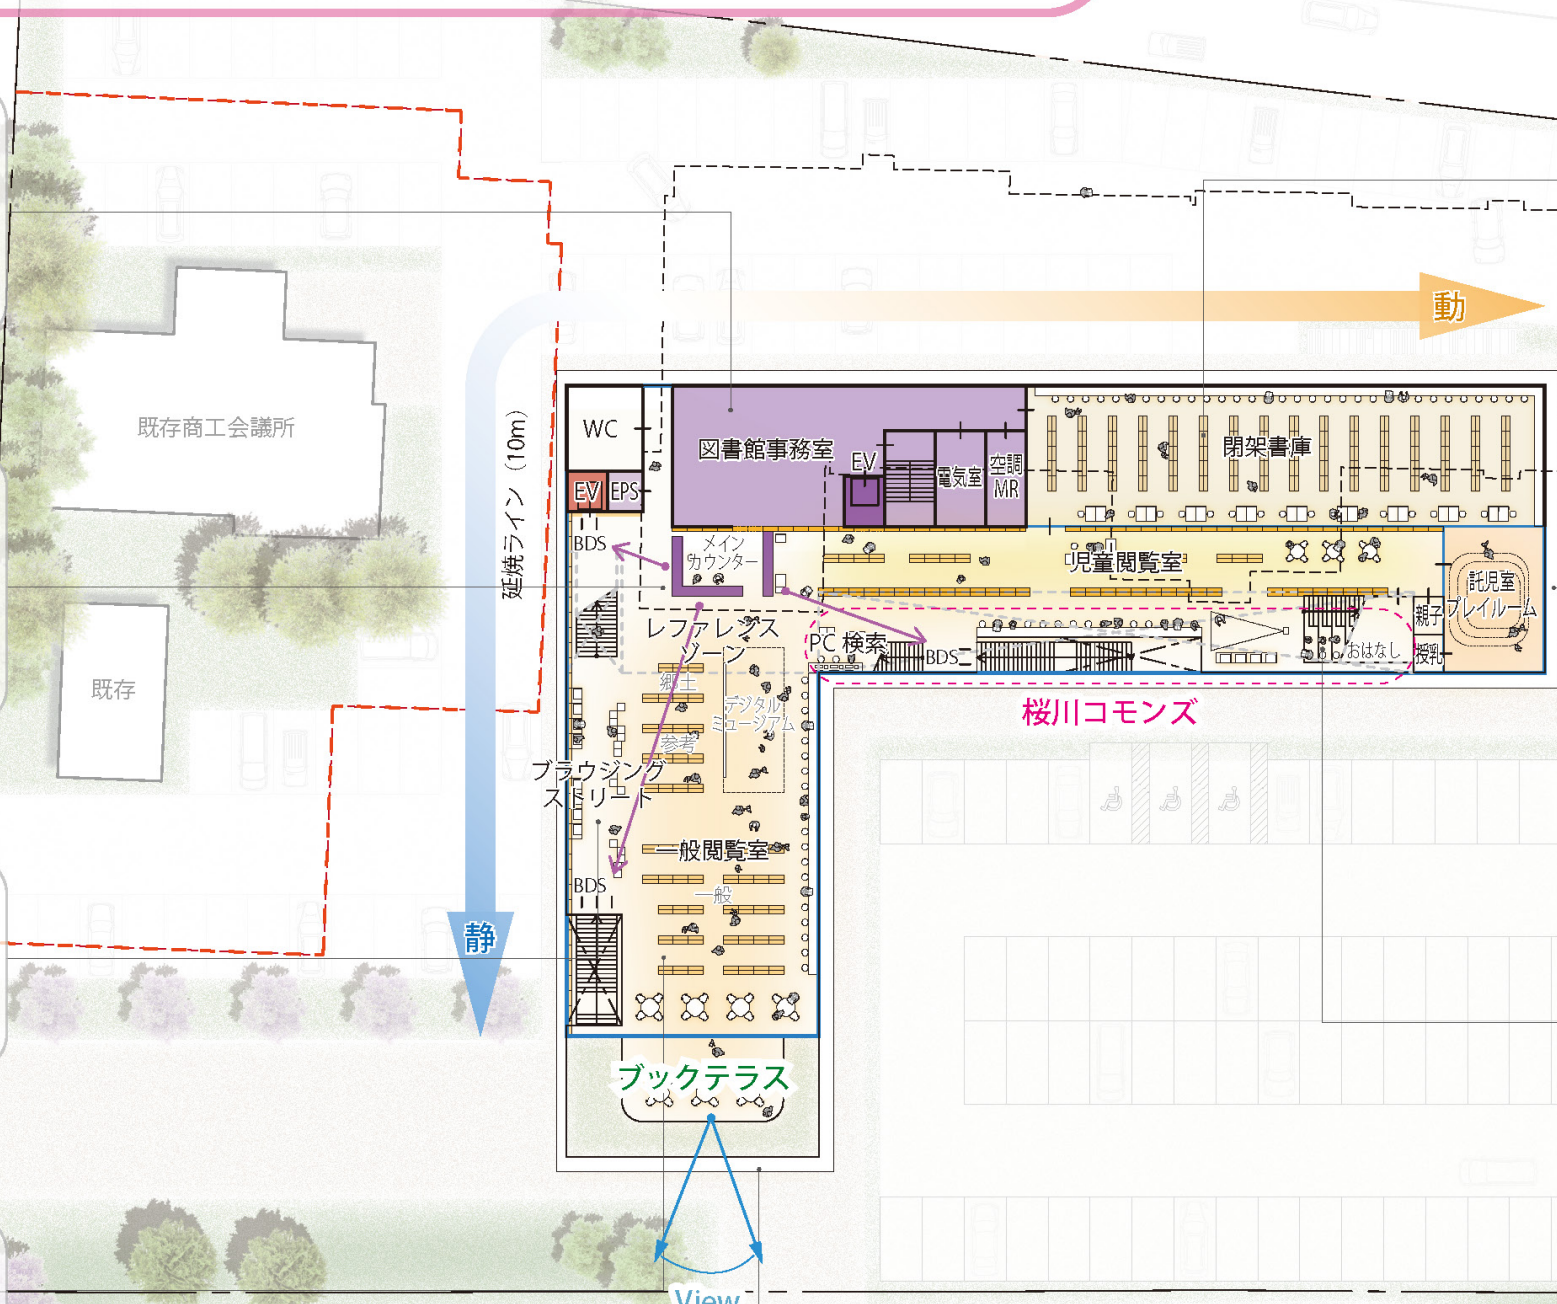 動
既存商工会議所
延焼ライン（10m）
WC
図書館事務室
EV
電気室
空調
MR
閉架書庫
EV
EPS
BDS
メイン
カウンター
児童閲覧室
託児室
プレイルーム
親子
授乳
おはなし
レファレンス
ゾーン
PC 検索
BDS
桜川コモンズ
既存
郷土
デジタル
ミュージアム
参考
ブラウジング
ストリート
一般閲覧室
BDS
一般
静
ブックテラス
View